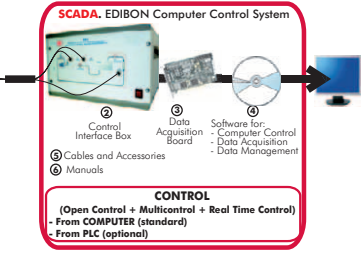 SCADA. EDIBON Computer Control System
2
Control
Interface Box
3
Data
Acquisition
Board
4
Software for:
- Computer Control
- Data Acquisition
- Data Management
5 Cables and Accessories
6 Manuals
CONTROL
(Open Control + Multicontrol + Real Time Control)
- From COMPUTER (standard)
- From PLC (optional)